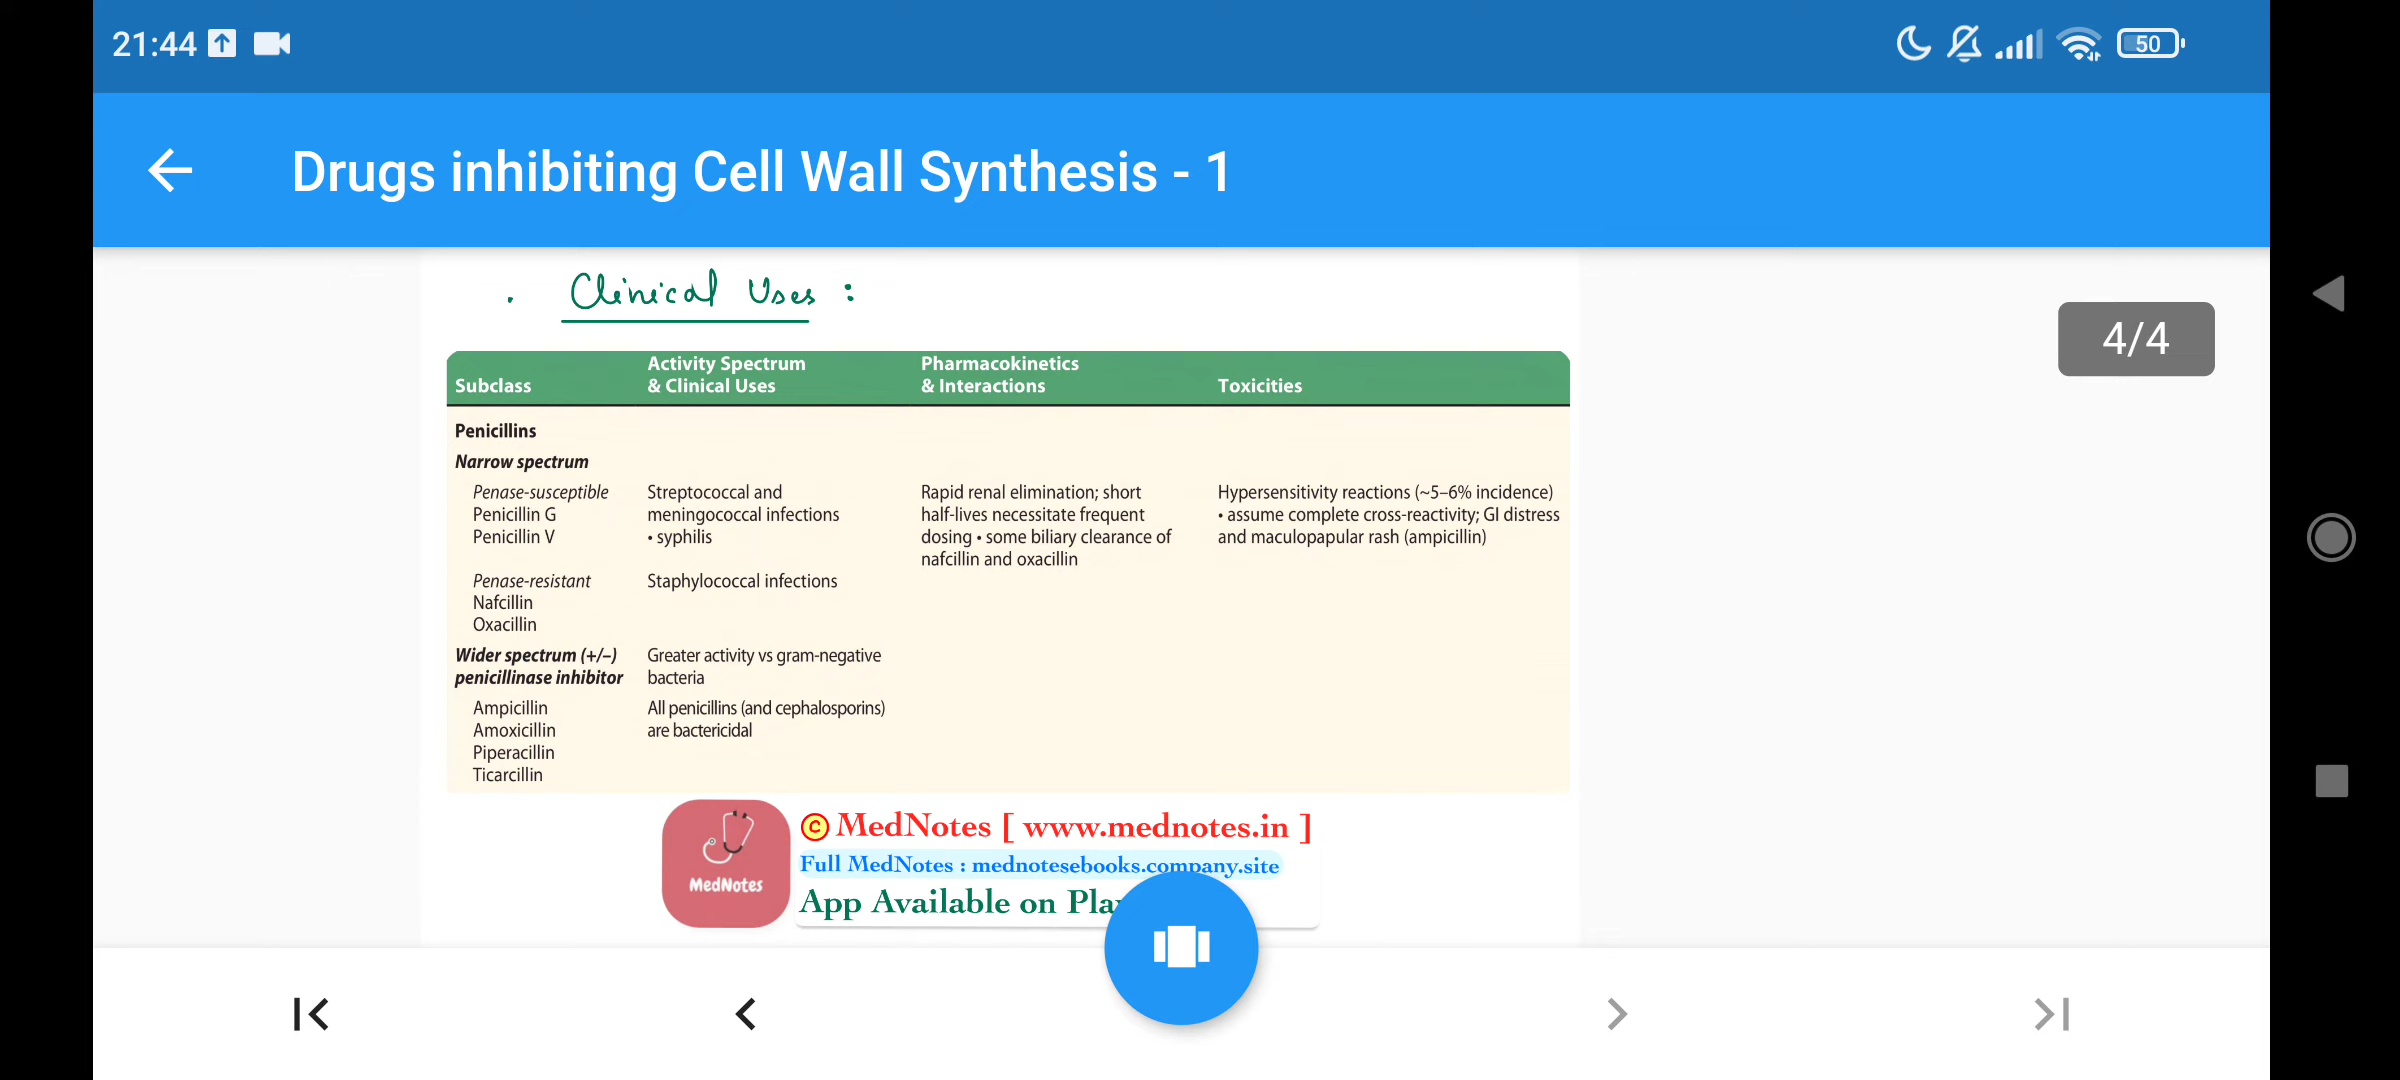 21:44
50
Drugs inhibiting Cell Wall Synthesis - 1
4/4
. Clinical Uses :
Subclass
Activity Spectrum
& Clinical Uses
Pharmacokinetics
& Interactions
Toxicities
Penicillins
Narrow spectrum
Penase-susceptible
Penicillin G
Penicillin V
Streptococcal and
meningococcal infections
• syphilis
Rapid renal elimination; short
half-lives necessitate frequent
dosing • some biliary clearance of
nafcillin and oxacillin
Hypersensitivity reactions (~5–6% incidence)
• assume complete cross-reactivity; GI distress
and maculopapular rash (ampicillin)
Penase-resistant
Nafcillin
Oxacillin
Staphylococcal infections
Wider spectrum (+/–)
penicillinase inhibitor
Greater activity vs gram-negative
bacteria
Ampicillin
Amoxicillin
Piperacillin
Ticarcillin
All penicillins (and cephalosporins)
are bactericidal
MedNotes
© MedNotes [ www.mednotes.in ]
Full MedNotes : mednotesebooks.company.site
App Available on